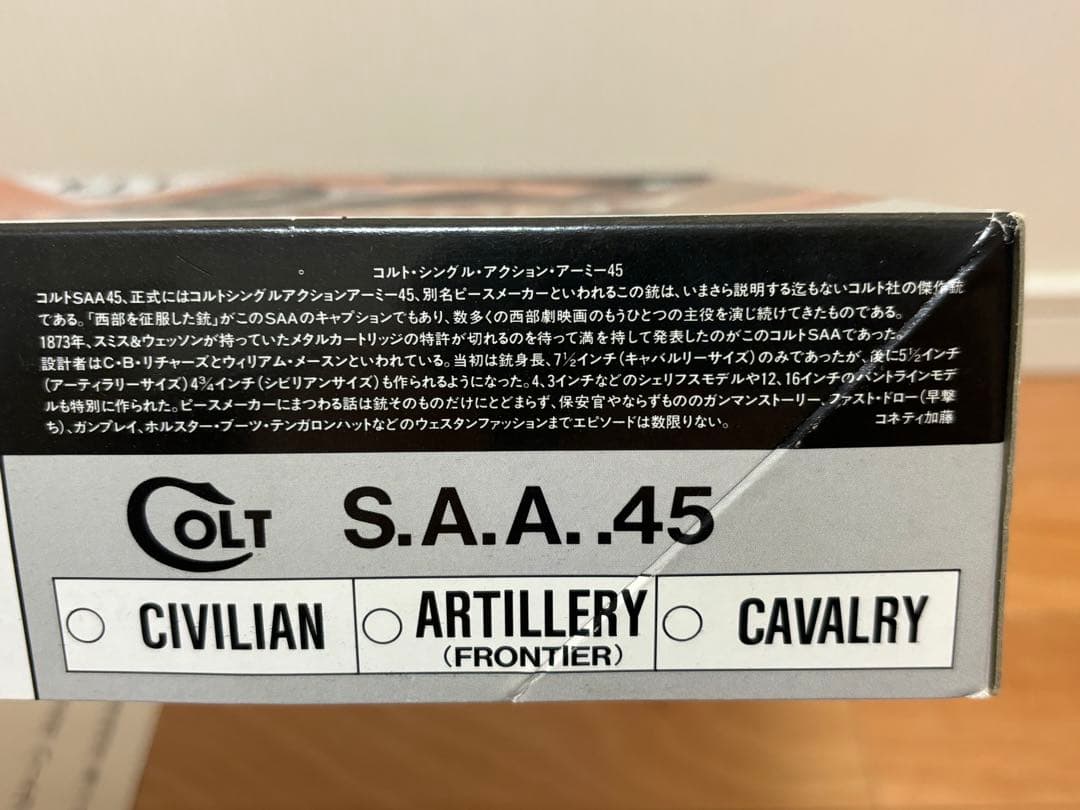 コルト・シングル・アクション・アーミー45
コルトSAA45、正式にはコルトシングルアクションアーミー45、別名ピースメーカーといわれるこの銃は、いまさら説明する迄もないコルト社の傑作銃
である。「西部を征服した銃」がこのSAAのキャプションでもあり、数多くの西部劇映画のもうひとつの主役を演じ続けてきたものである。
1873年、スミス&ウェッソンが持っていたメタルカートリッジの特許が切れるのを待って満を持して発表したのがこのコルトSAAであった。
設計者はC・B・リチャーズとウィリアム・メースンといわれている。当初は銃身長、7½インチ(キャバルリーサイズ)のみであったが、後に5½インチ
(アーティラリーサイズ)4¾インチ(シビリアンサイズ)も作られるようになった。4、3インチなどのシェリフスモデルや12、16インチのバントラインモデ
ルも特別に作られた。ピースメーカーにまつわる話は銃そのものだけにとどまらず、保安官やならずもののガンマンストーリー、ファスト・ドロー(早撃
ち)、ガンプレイ、ホルスター・ブーツ・テンガロンハットなどのウェスタンファッションまでエピソードは数限りない。 コネティ加藤
COLT S.A.A. .45
CIVILIAN ARTILLERY CAVALRY
(FRONTIER)